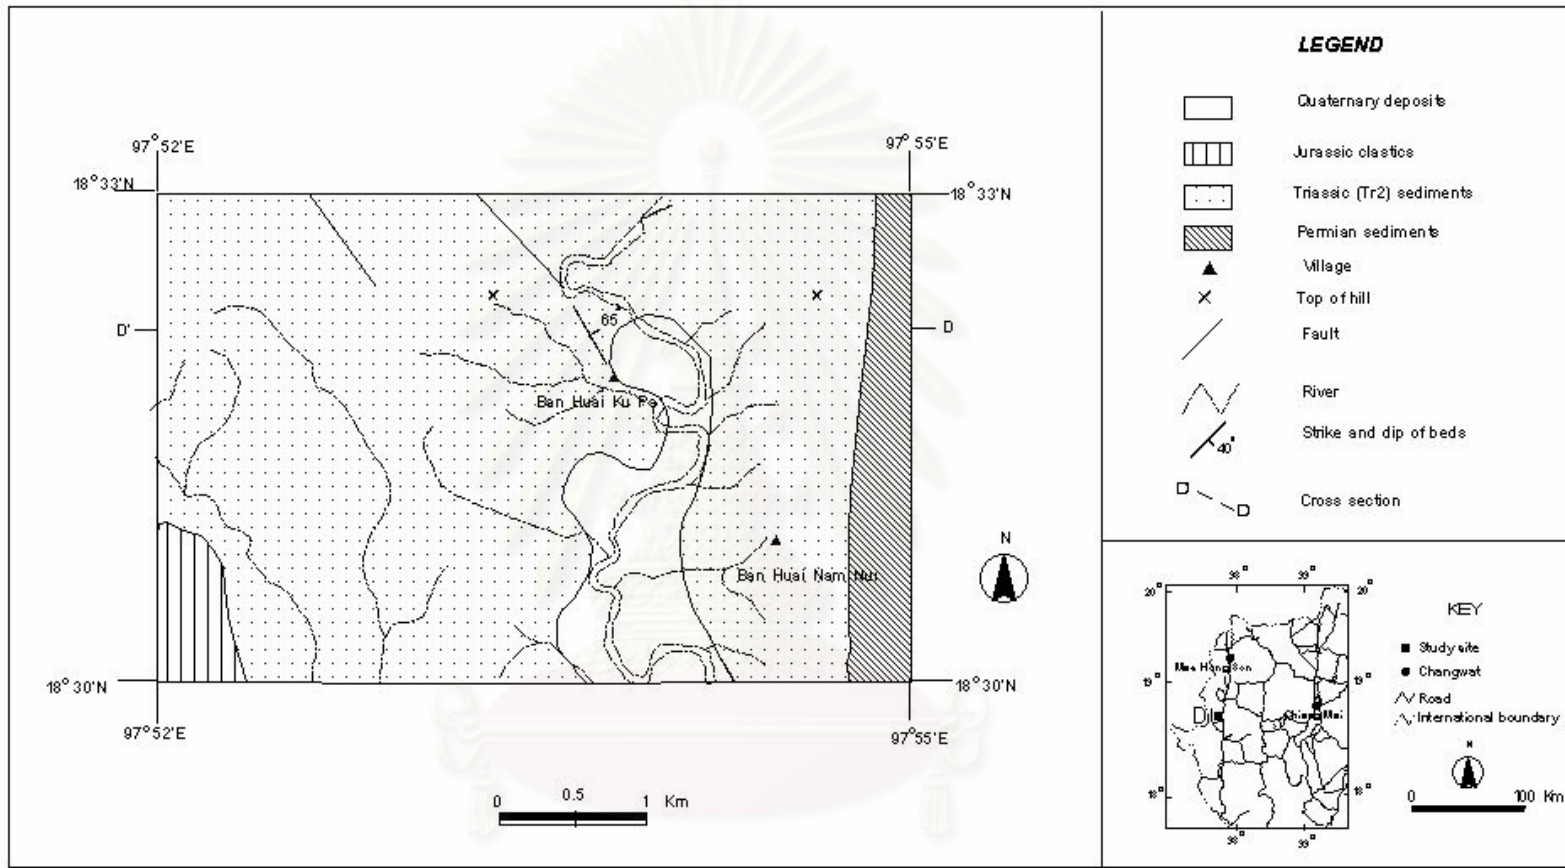 LEGEND
Quaternary deposits
Jurassic clastics
Triassic (Tr2) sediments
Permian sediments
Village
Top of hill
Fault
River
40°
Strike and dip of beds
D
D
Cross section
97°52'E
97°55'E
18°33'N
18°33'N
D'
D
65
Ban Huai Ku Pa
Ban Huai Nam Nui
N
18°30'N
18°30'N
97°52'E
97°55'E
0 0.5 1 Km
98° 99°
20° 20°
Mae Hong Son
19° 19°
Chiang Mai
18° 18°
98° 99°
KEY
Study site
Changwat
Road
International boundary
N
0 100 Km